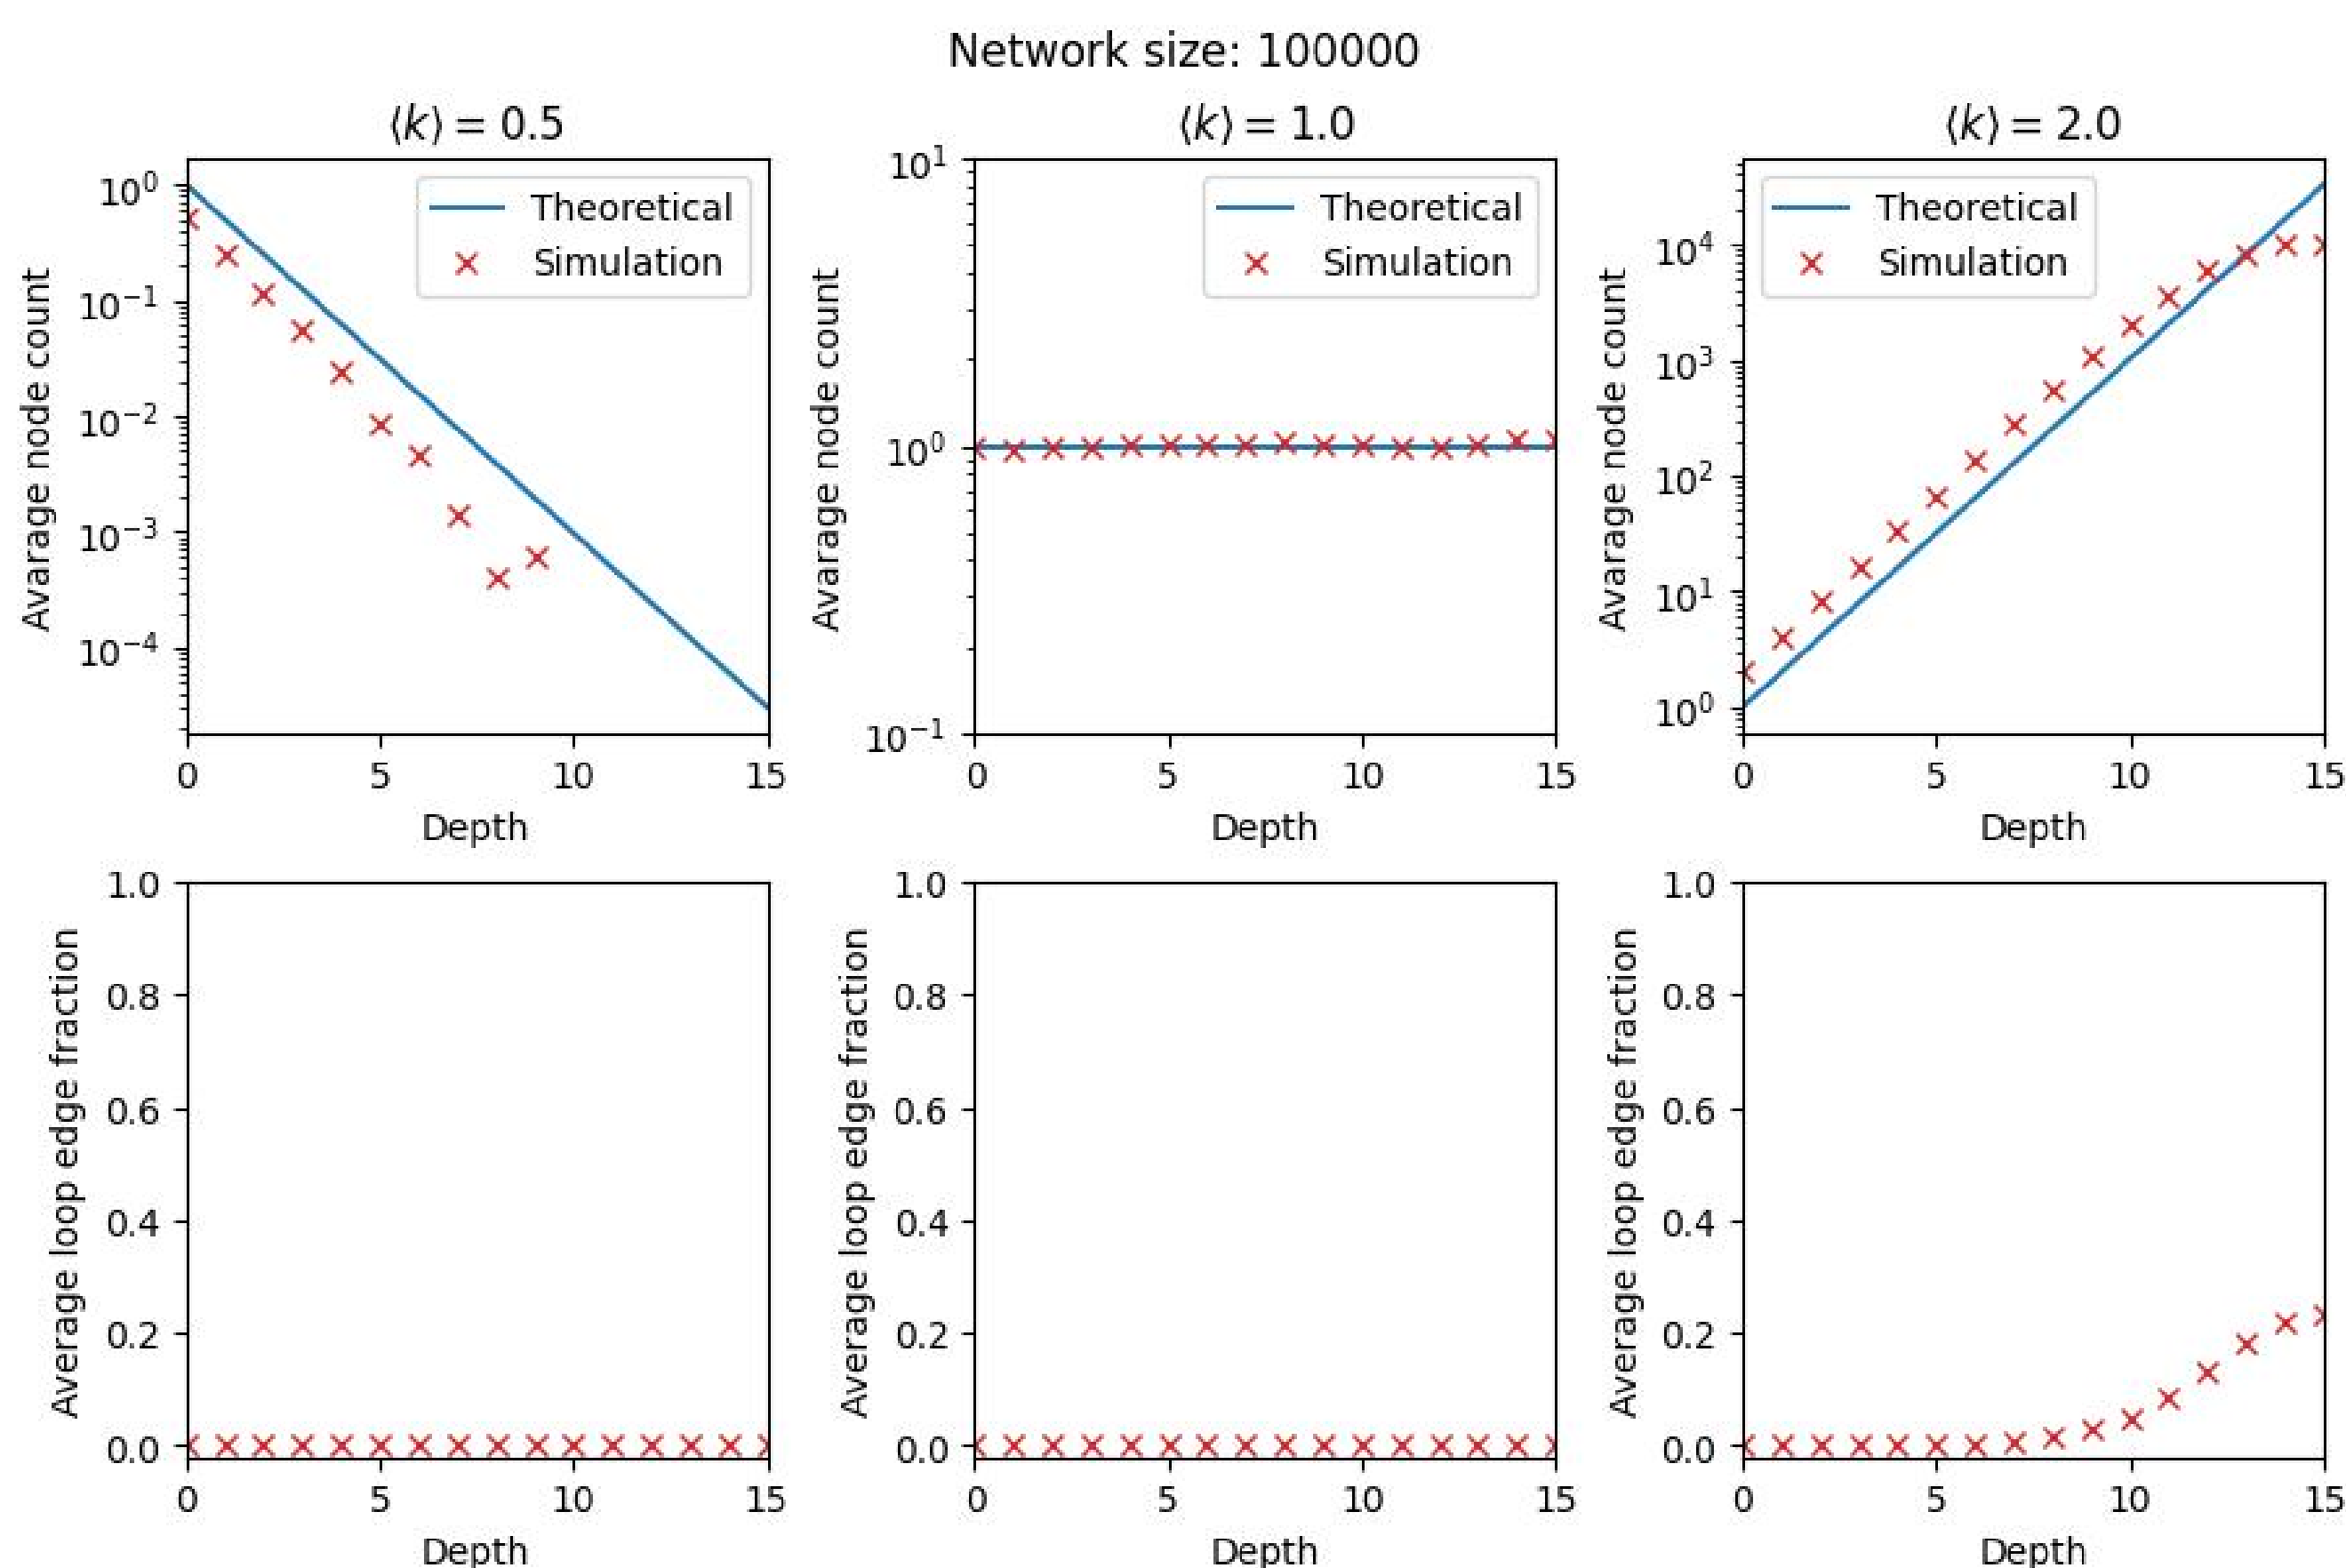 Network size: 100000
⟨k⟩ = 0.5
⟨k⟩ = 1.0
⟨k⟩ = 2.0
Avarage node count
10⁰
10⁻¹
10⁻²
10⁻³
10⁻⁴
Theoretical
Simulation
0 5 10 15
Depth
Avarage node count
10¹
10⁰
10⁻¹
Theoretical
Simulation
0 5 10 15
Depth
Avarage node count
10⁴
10³
10²
10¹
10⁰
Theoretical
Simulation
0 5 10 15
Depth
Average loop edge fraction
1.0
0.8
0.6
0.4
0.2
0.0
0 5 10 15
Depth
Average loop edge fraction
1.0
0.8
0.6
0.4
0.2
0.0
0 5 10 15
Depth
Average loop edge fraction
1.0
0.8
0.6
0.4
0.2
0.0
0 5 10 15
Depth